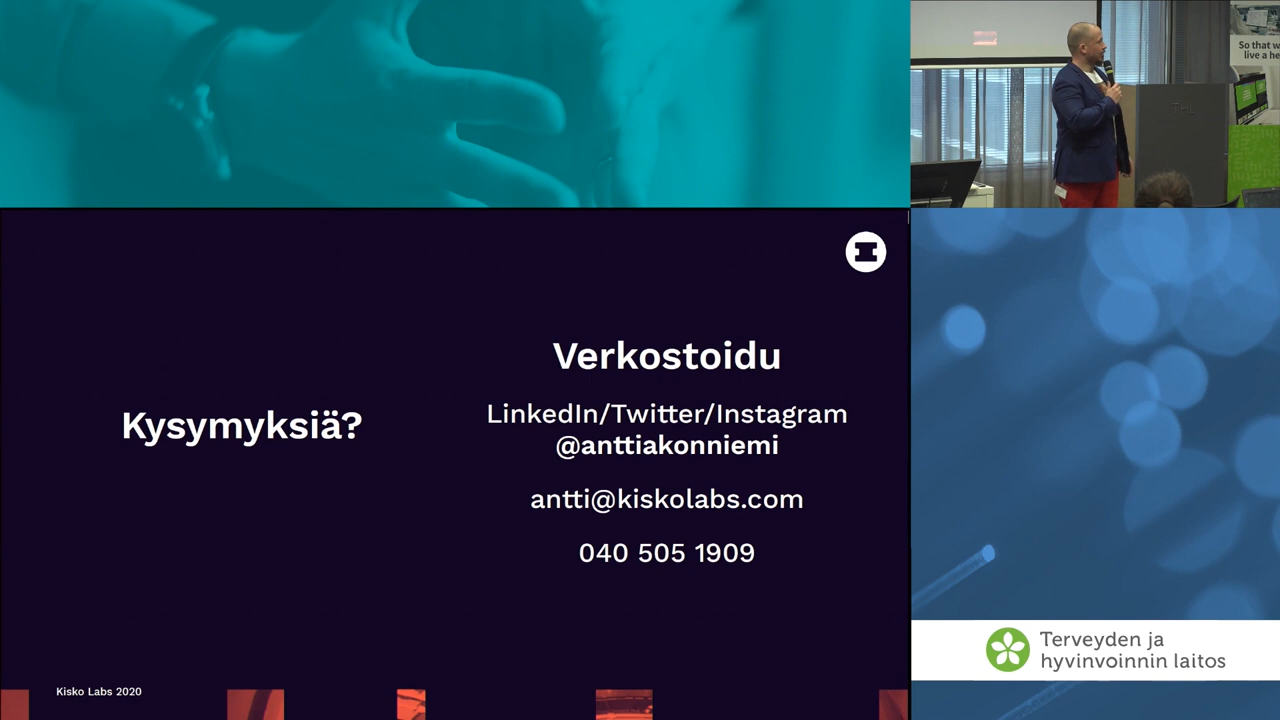 So that w
live a he
THL
Kysymyksiä?
Verkostoidu
LinkedIn/Twitter/Instagram
@anttiakonniemi
antti@kiskolabs.com
040 505 1909
Kisko Labs 2020
Terveyden ja
hyvinvoinnin laitos